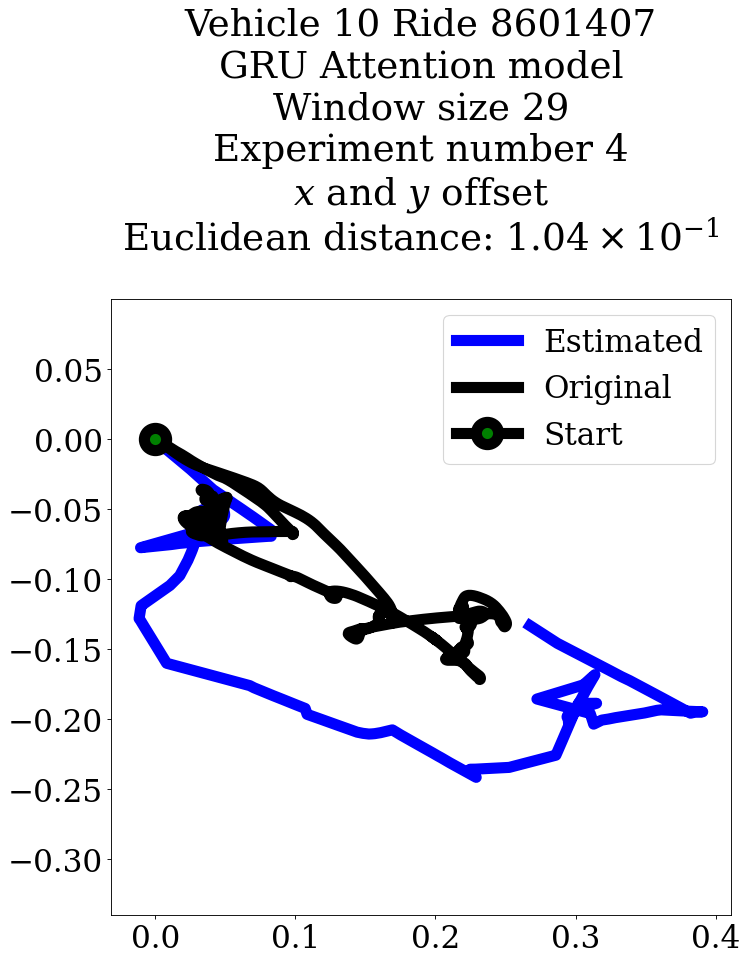 Vehicle 10 Ride 8601407
GRU Attention model
Window size 29
Experiment number 4
x and y offset
Euclidean distance: 1.04 × 10⁻¹
Estimated
Original
Start
0.05
0.00
−0.05
−0.10
−0.15
−0.20
−0.25
−0.30
0.0 0.1 0.2 0.3 0.4